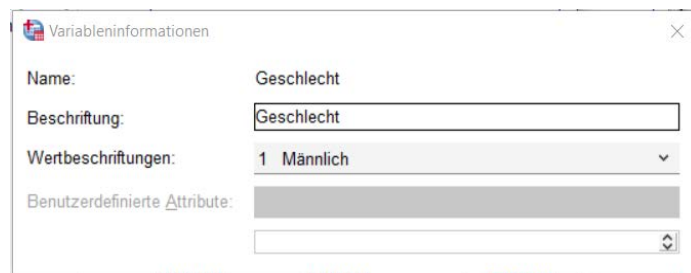 Variableninformationen
Name: Geschlecht
Beschriftung: Geschlecht
Wertbeschriftungen: 1 Männlich
Benutzerdefinierte Attribute: